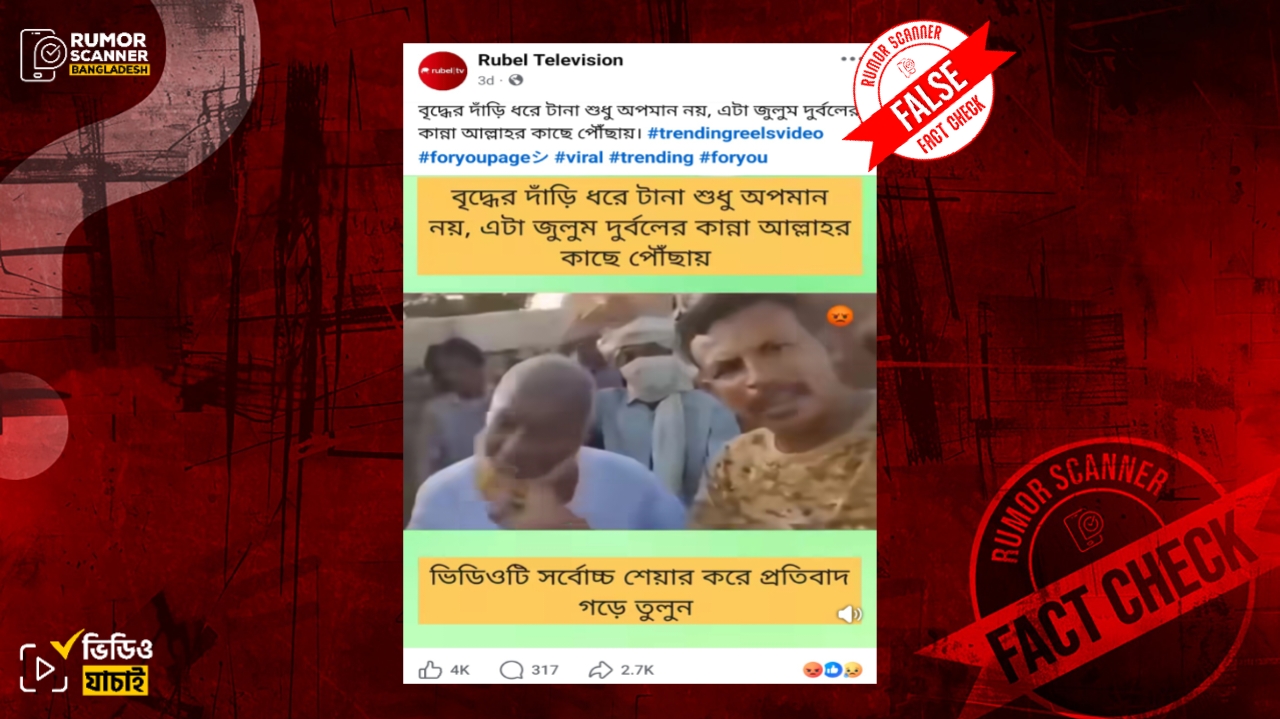 RUMOR
SCANNER
BANGLADESH
rubel|tv
Rubel Television
3d
বৃদ্ধের দাঁড়ি ধরে টানা শুধু অপমান নয়, এটা জুলুম দুর্বলের
কান্না আল্লাহর কাছে পৌঁছায়। #trendingreelsvideo
#foryoupageシ #viral #trending #foryou
RUMOR SCANNER
FALSE
FACT CHECK
বৃদ্ধের দাঁড়ি ধরে টানা শুধু অপমান
নয়, এটা জুলুম দুর্বলের কান্না আল্লাহর
কাছে পৌঁছায়
ভিডিওটি সর্বোচ্চ শেয়ার করে প্রতিবাদ
গড়ে তুলুন
4K 317 2.7K
ভিডিও
যাচাই
RUMOR SCANNER
FACT CHECK